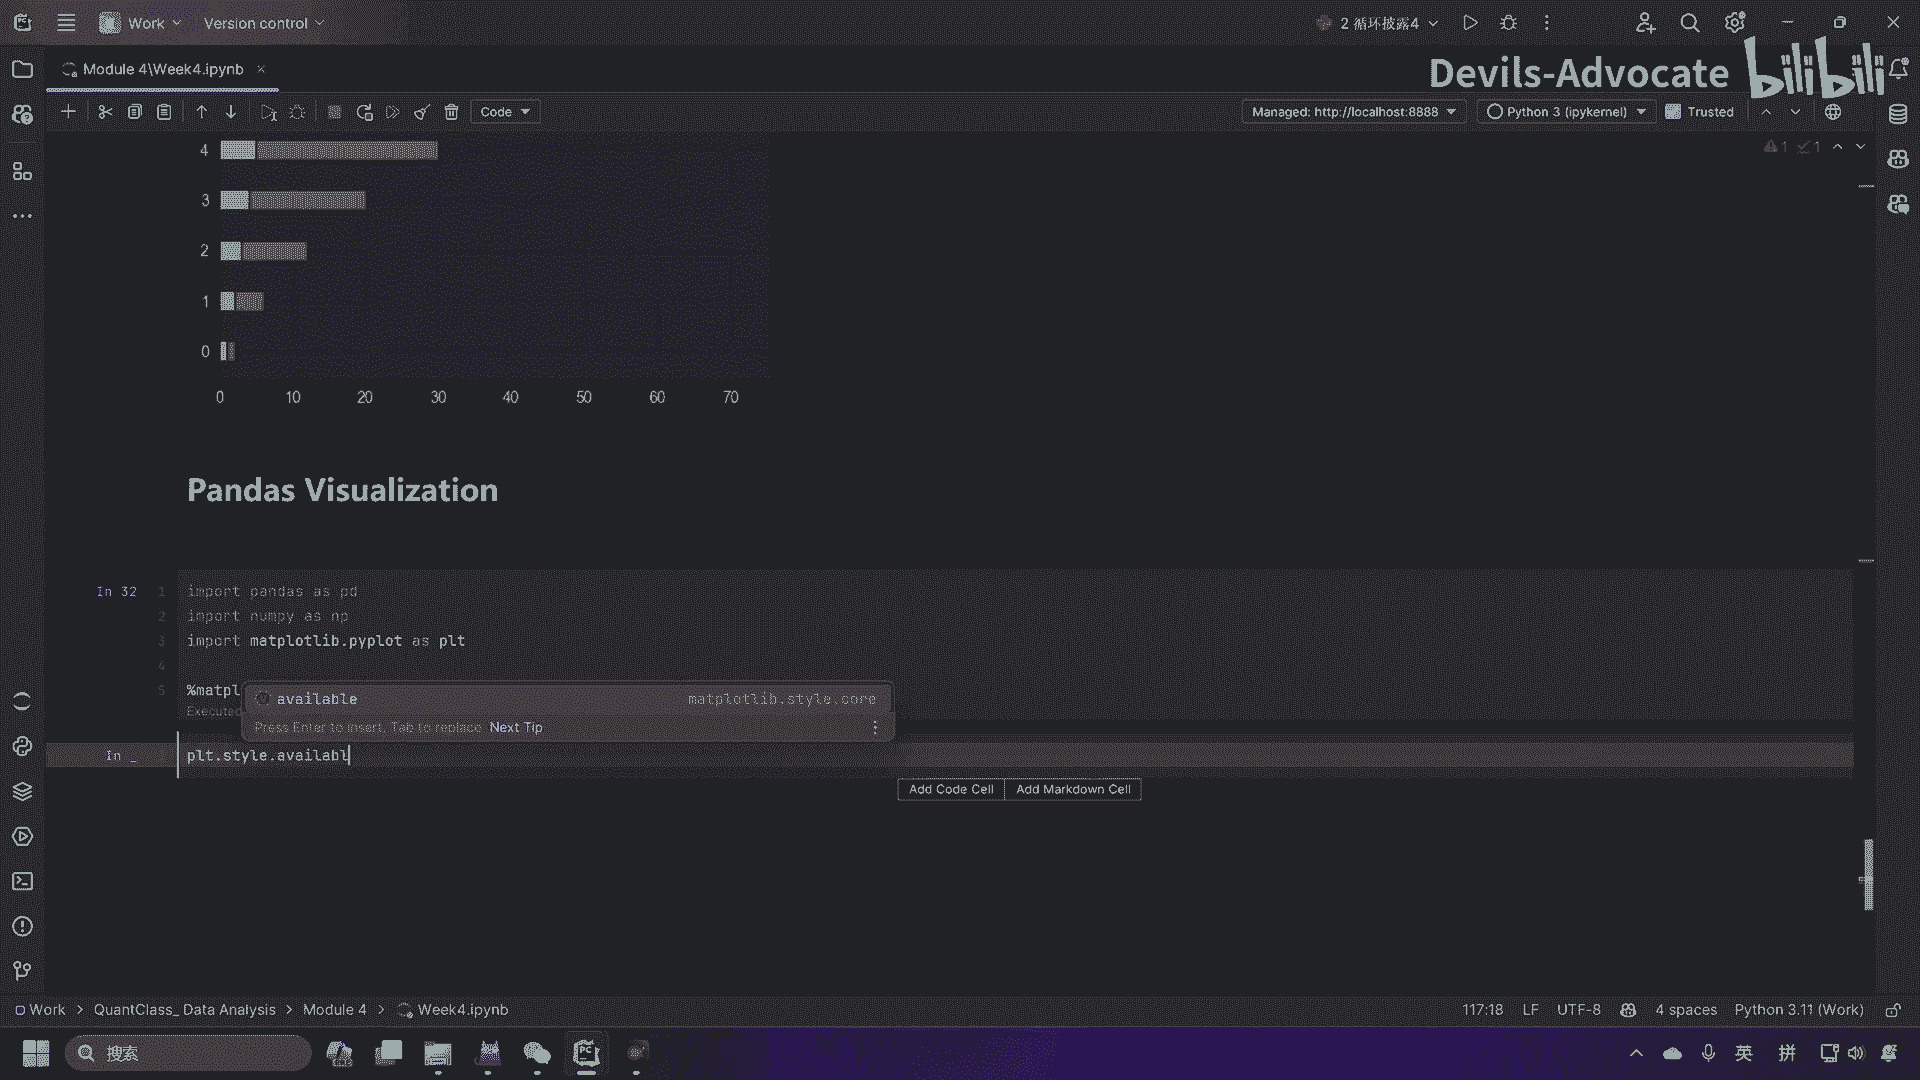 Work
Version control
2 循环披露4
Module 4\Week4.ipynb
Devils-Advocate
bilibili
Code
Managed: http://localhost:8888
Python 3 (ipykernel)
Trusted
1
1
4
3
2
1
0
0 10 20 30 40 50 60 70
Pandas Visualization
In 32
1 import pandas as pd
2 import numpy as np
3 import matplotlib.pyplot as plt
4
5 %matpl
available matplotlib.style.core
Executed
Press Enter to insert, Tab to replace Next Tip
In _ 1 plt.style.availabl
Add Code Cell Add Markdown Cell
Work > QuantClass_ Data Analysis > Module 4 > Week4.ipynb
117:18 LF UTF-8 4 spaces Python 3.11 (Work)
搜索
英 拼